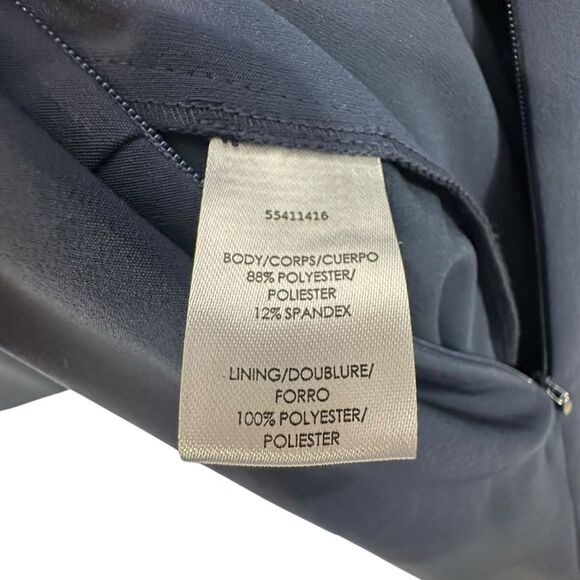 55411416
BODY/CORPS/CUERPO
88% POLYESTER/
POLIESTER
12% SPANDEX
LINING/DOUBLURE/
FORRO
100% POLYESTER/
POLIESTER